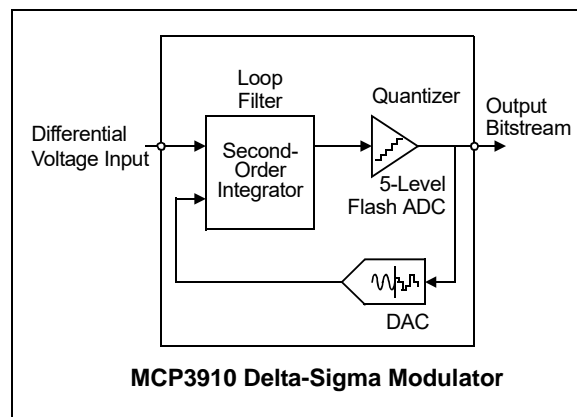 Loop
Filter
Quantizer
Output
Bitstream
Differential
Voltage Input
Second-
Order
Integrator
5-Level
Flash ADC
DAC
MCP3910 Delta-Sigma Modulator